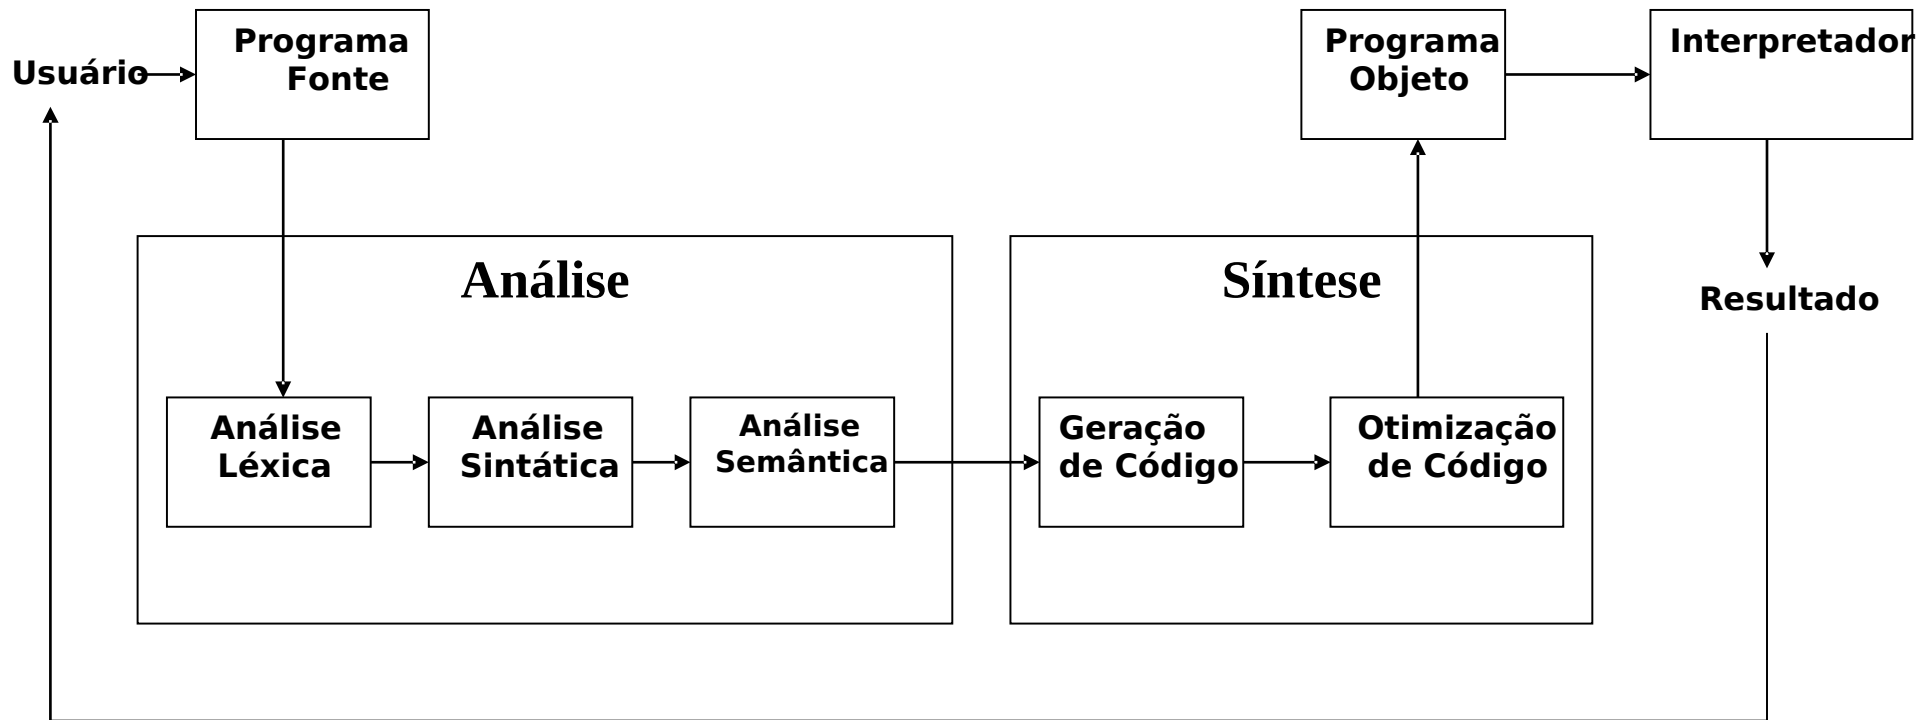 Usuário
Programa
Fonte
Programa
Objeto
Interpretador
Análise
Síntese
Resultado
Análise
Léxica
Análise
Sintática
Análise
Semântica
Geração
de Código
Otimização
de Código